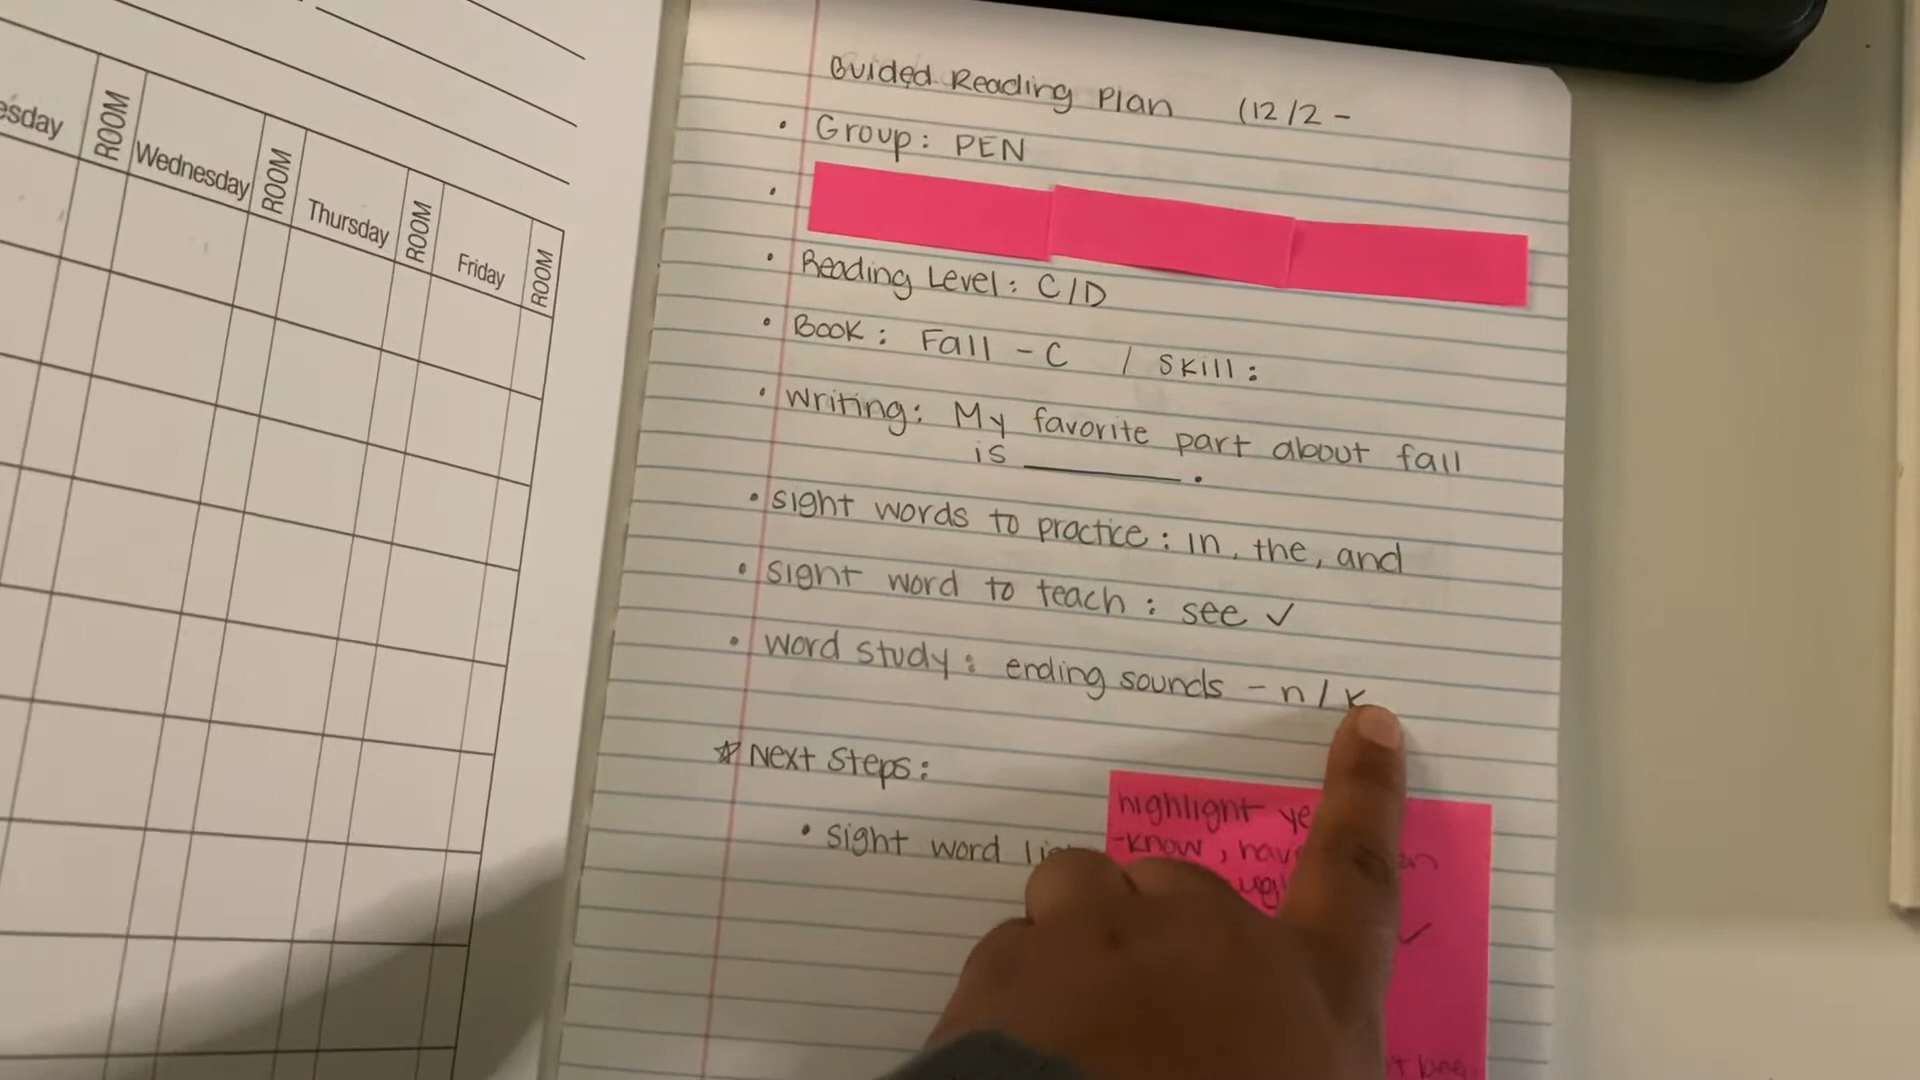 ROOM
Wednesday
ROOM
Thursday
ROOM
Friday
ROOM
Guided Reading Plan (12/2 -
• Group: PEN
•
• Reading Level: C/D
• Book: Fall - C / Skill:
• Writing: My favorite part about fall
is ______.
• sight words to practice: in, the, and
• sight word to teach: see ✓
• word study: ending sounds - n/k
☆ Next Steps:
• sight word
highlight
-know,
✓